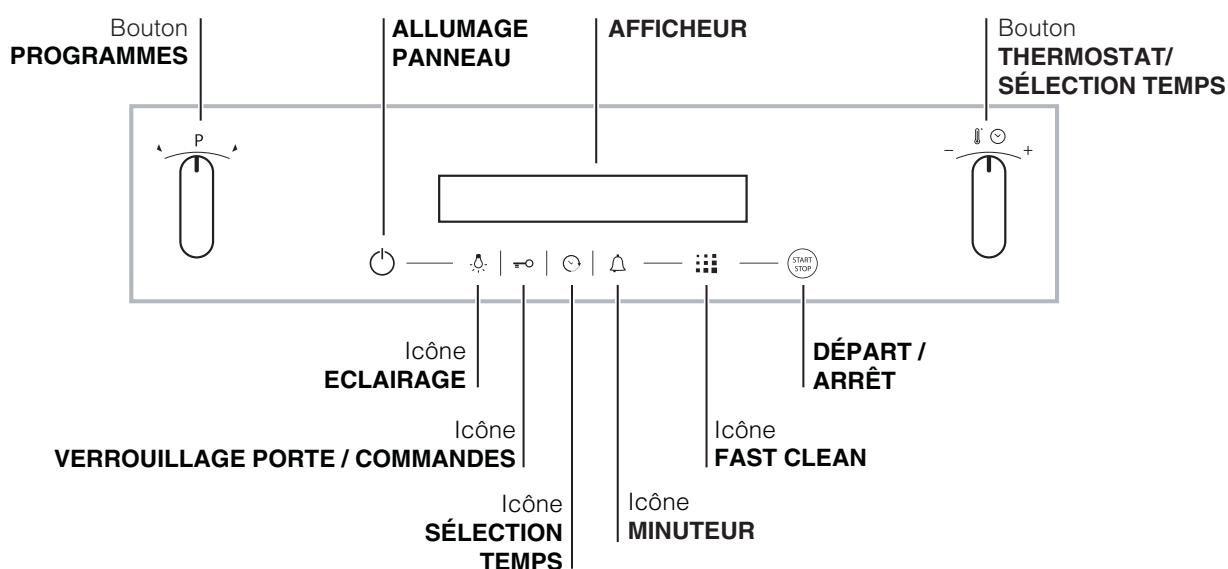 Bouton
PROGRAMMES
ALLUMAGE
PANNEAU
AFFICHEUR
Bouton
THERMOSTAT/
SÉLECTION TEMPS
P
- +
START
STOP
Icône
ECLAIRAGE
DÉPART /
ARRÊT
Icône
VERROUILLAGE PORTE / COMMANDES
Icône
FAST CLEAN
Icône
SÉLECTION
TEMPS
Icône
MINUTEUR